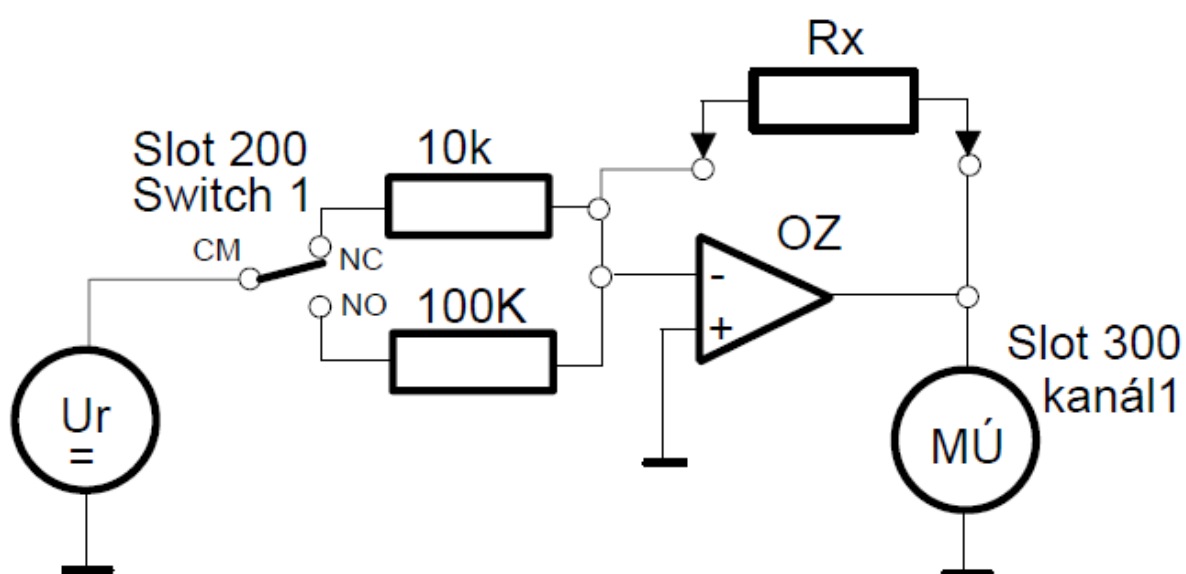 Rx
Slot 200
Switch 1
10k
CM
NC
NO
100K
OZ
-
+
Slot 300
kanál1
Ur
=
MÚ